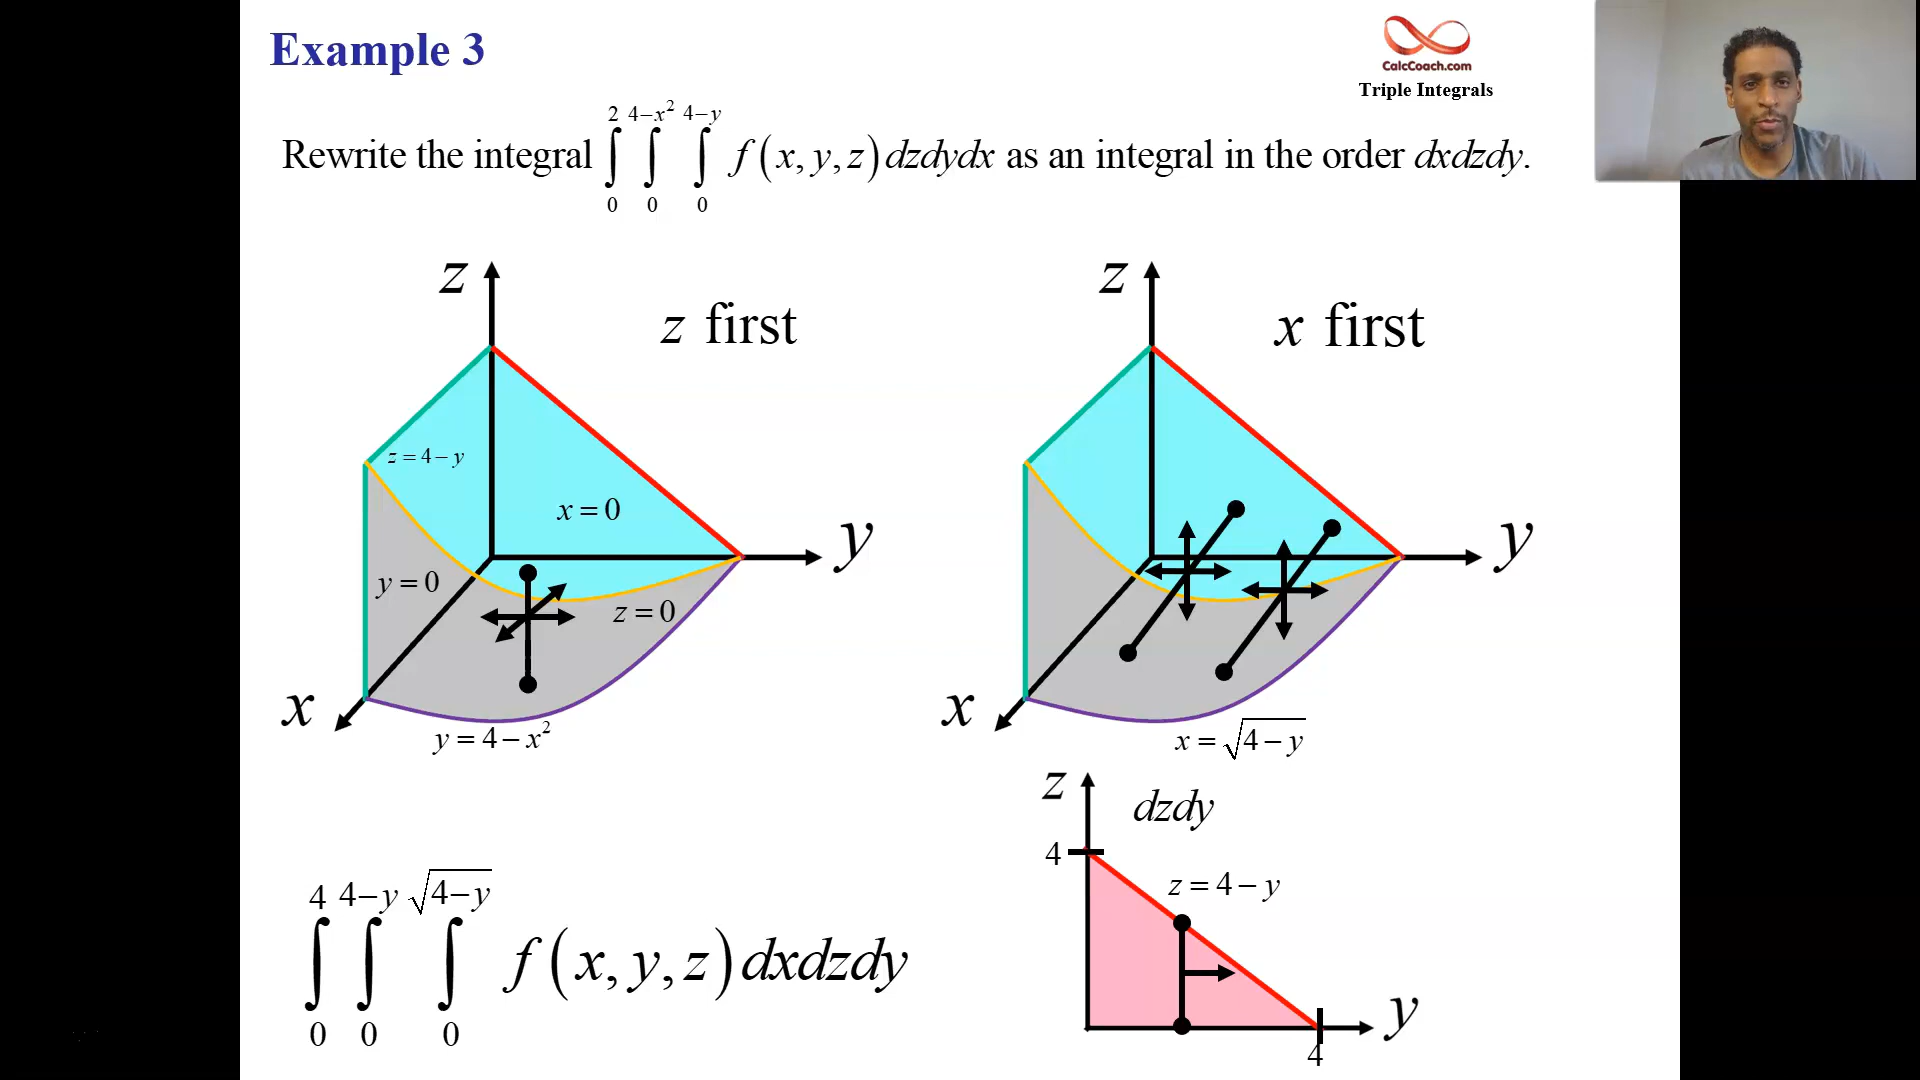 Example 3
CalcCoach.com
Triple Integrals
Rewrite the integral ∫₀² ∫₀^(4−x²) ∫₀^(4−y) f(x, y, z) dzdydx as an integral in the order dxdzdy.
z
z first
z = 4 − y
x = 0
y
y = 0
z = 0
x
y = 4 − x²
z
x first
y
x
x = √(4 − y)
∫₀⁴ ∫₀^(4−y) ∫₀^√(4−y) f(x, y, z) dxdzdy
z
dzdy
4
z = 4 − y
y
4